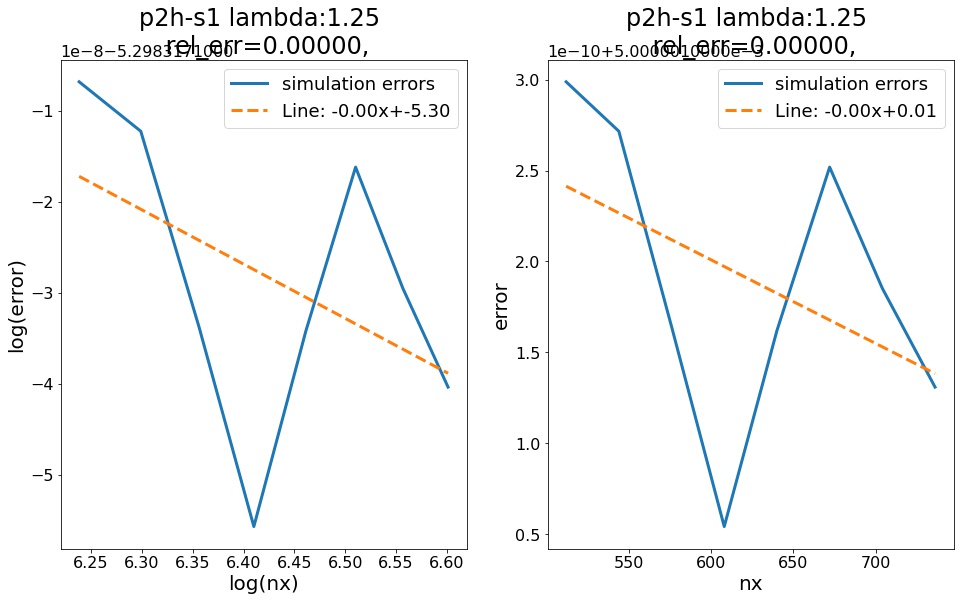 p2h-s1 lambda:1.25
rel_err=0.00000,
1e−8−5.2983171000
simulation errors
Line: -0.00x+-5.30
−1
−2
−3
−4
−5
log(error)
6.25 6.30 6.35 6.40 6.45 6.50 6.55 6.60
log(nx)
p2h-s1 lambda:1.25
rel_err=0.00000,
1e−10+5.0000010000e−3
simulation errors
Line: -0.00x+0.01
3.0
2.5
2.0
1.5
1.0
0.5
error
550 600 650 700
nx